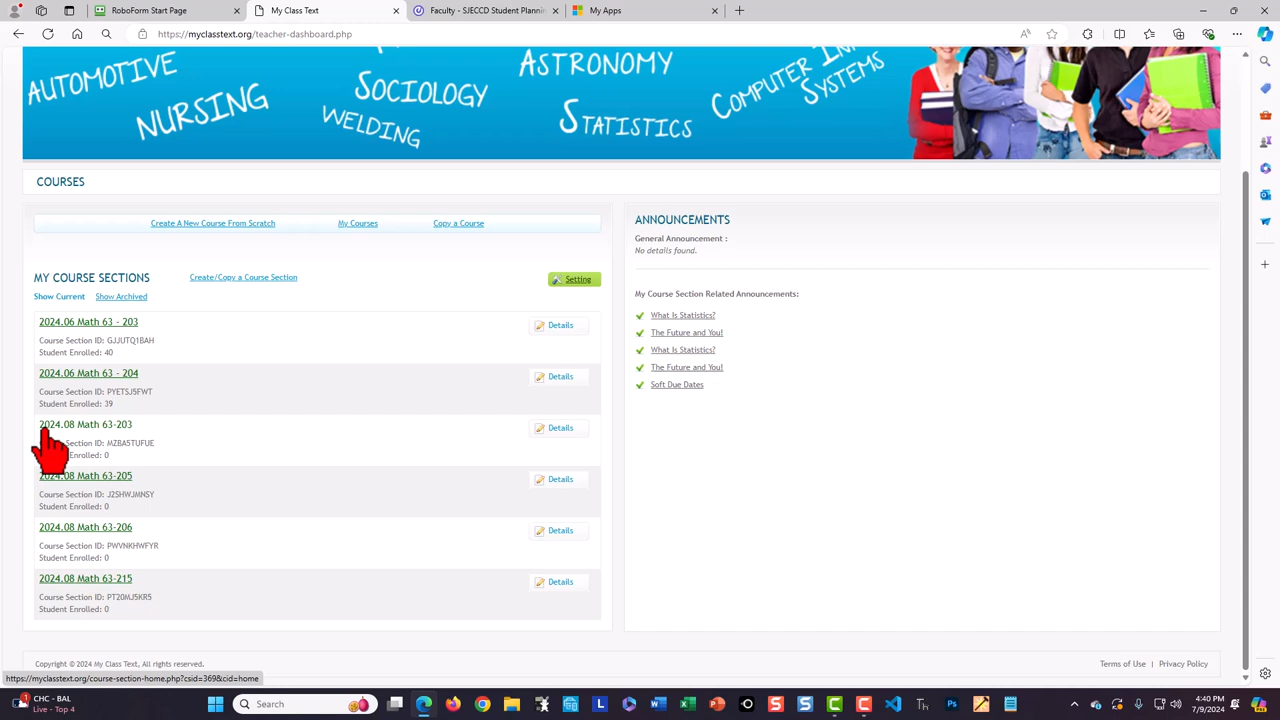 RoboForm Start Page
My Class Text
Faculty - SJECCD Student Plannin
My Apps
https://myclasstext.org/teacher-dashboard.php
AUTOMOTIVE
NURSING
SOCIOLOGY
WELDING
ASTRONOMY
STATISTICS
COMPUTER IN
SYSTEMS
COURSES
Create A New Course From Scratch
My Courses
Copy a Course
MY COURSE SECTIONS
Create/Copy a Course Section
Setting
Show Current
Show Archived
2024.06 Math 63 - 203
Course Section ID: GJJUTQ1BAH
Student Enrolled: 40
Details
2024.06 Math 63 - 204
Course Section ID: PYETSJ5FWT
Student Enrolled: 39
Details
2024.08 Math 63-203
Section ID: MZBA5TUFUE
Enrolled: 0
Details
2024.08 Math 63-205
Course Section ID: J2SHWJMNSY
Student Enrolled: 0
Details
2024.08 Math 63-206
Course Section ID: PWVNKHWFYR
Student Enrolled: 0
Details
2024.08 Math 63-215
Course Section ID: PT20MJ5KR5
Student Enrolled: 0
Details
ANNOUNCEMENTS
General Announcement :
No details found.
My Course Section Related Announcements:
What Is Statistics?
The Future and You!
What Is Statistics?
The Future and You!
Soft Due Dates
Copyright © 2024 My Class Text, All rights reserved.
Terms of Use | Privacy Policy
https://myclasstext.org/course-section-home.php?csid=369&cid=home
1
CHC - BAL
Live - Top 4
Search
4:40 PM
7/9/2024